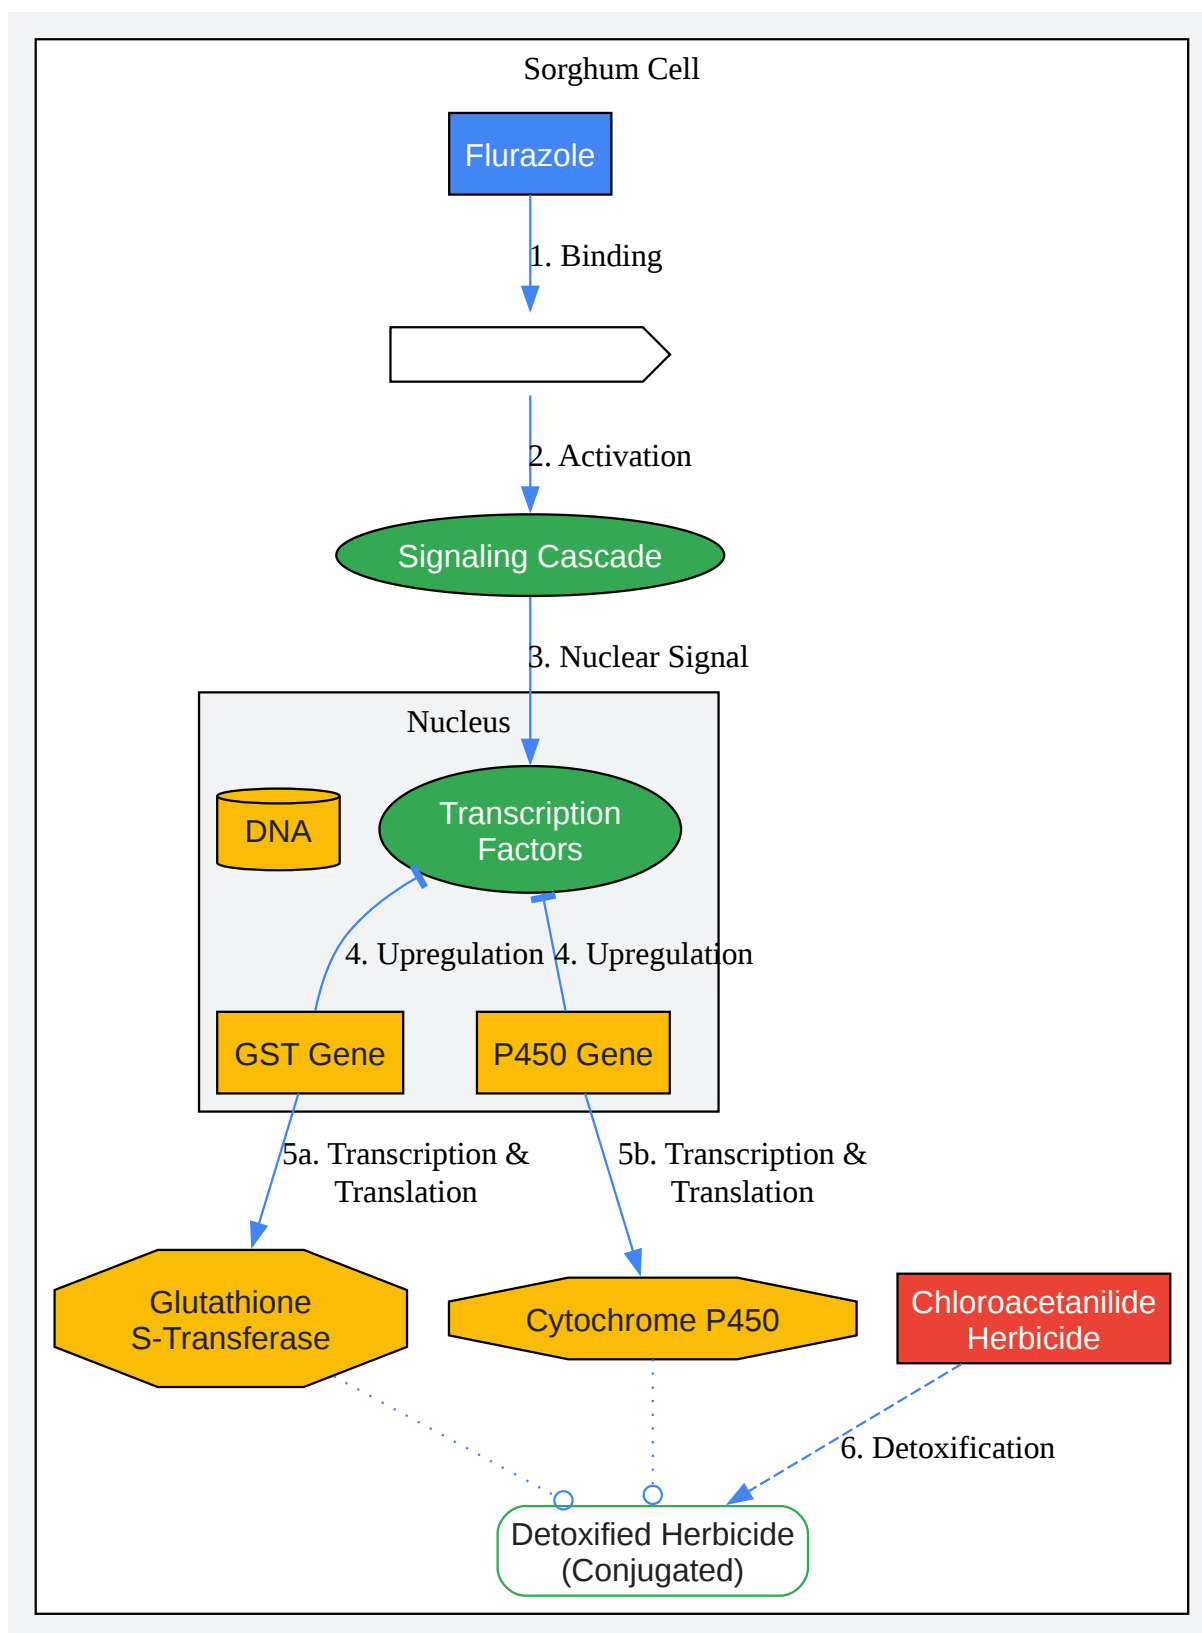 Sorghum Cell
Flurazole
1. Binding
2. Activation
Signaling Cascade
3. Nuclear Signal
Nucleus
DNA
Transcription
Factors
4. Upregulation
4. Upregulation
GST Gene
P450 Gene
5a. Transcription &
Translation
5b. Transcription &
Translation
Glutathione
S-Transferase
Cytochrome P450
Chloroacetanilide
Herbicide
6. Detoxification
Detoxified Herbicide
(Conjugated)